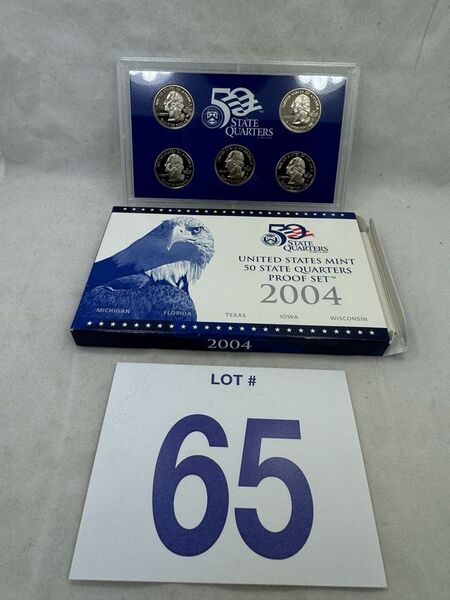 50
STATE
QUARTERS
50
STATE
QUARTERS
UNITED STATES MINT
50 STATE QUARTERS
PROOF SET™
2004
MICHIGAN FLORIDA TEXAS IOWA WISCONSIN
2004
LOT #
65